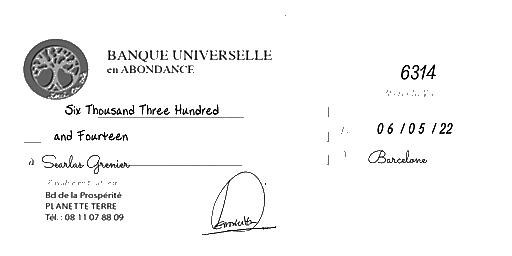 BANQUE UNIVERSELLE
en ABONDANCE
6314
Six Thousand Three Hundred
and Fourteen
06/05/22
à Searlas Grenier
Barcelone
Bd de la Prospérité
PLANETTE TERRE
Tél. : 08 11 07 88 09